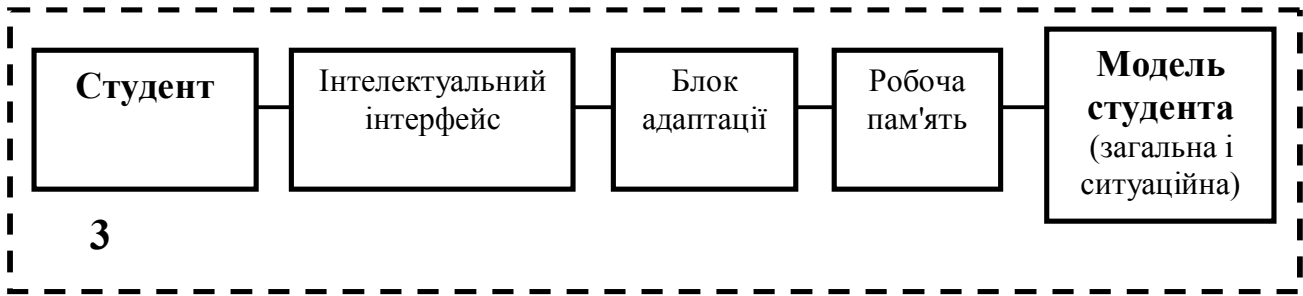 Студент
Інтелектуальний
інтерфейс
Блок
адаптації
Робоча
пам'ять
Модель
студента
(загальна і
ситуаційна)
3